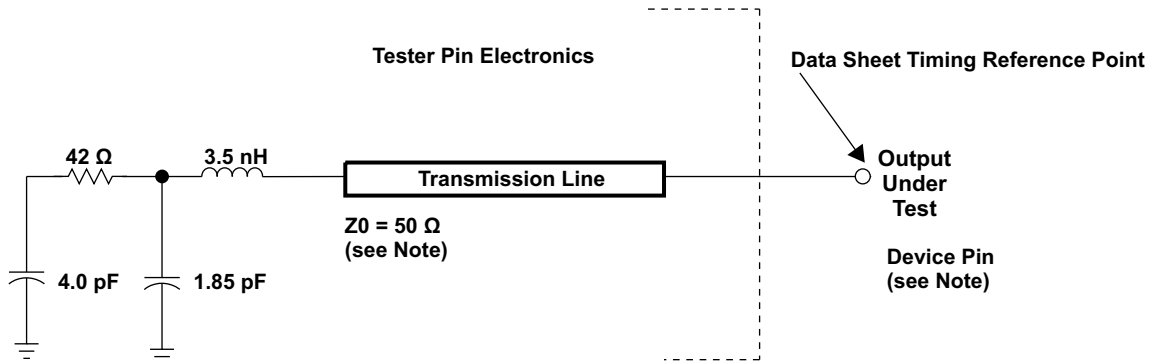 Tester Pin Electronics
Data Sheet Timing Reference Point
42 Ω
3.5 nH
Transmission Line
Output
Under
Test
Z0 = 50 Ω
(see Note)
Device Pin
(see Note)
4.0 pF
1.85 pF